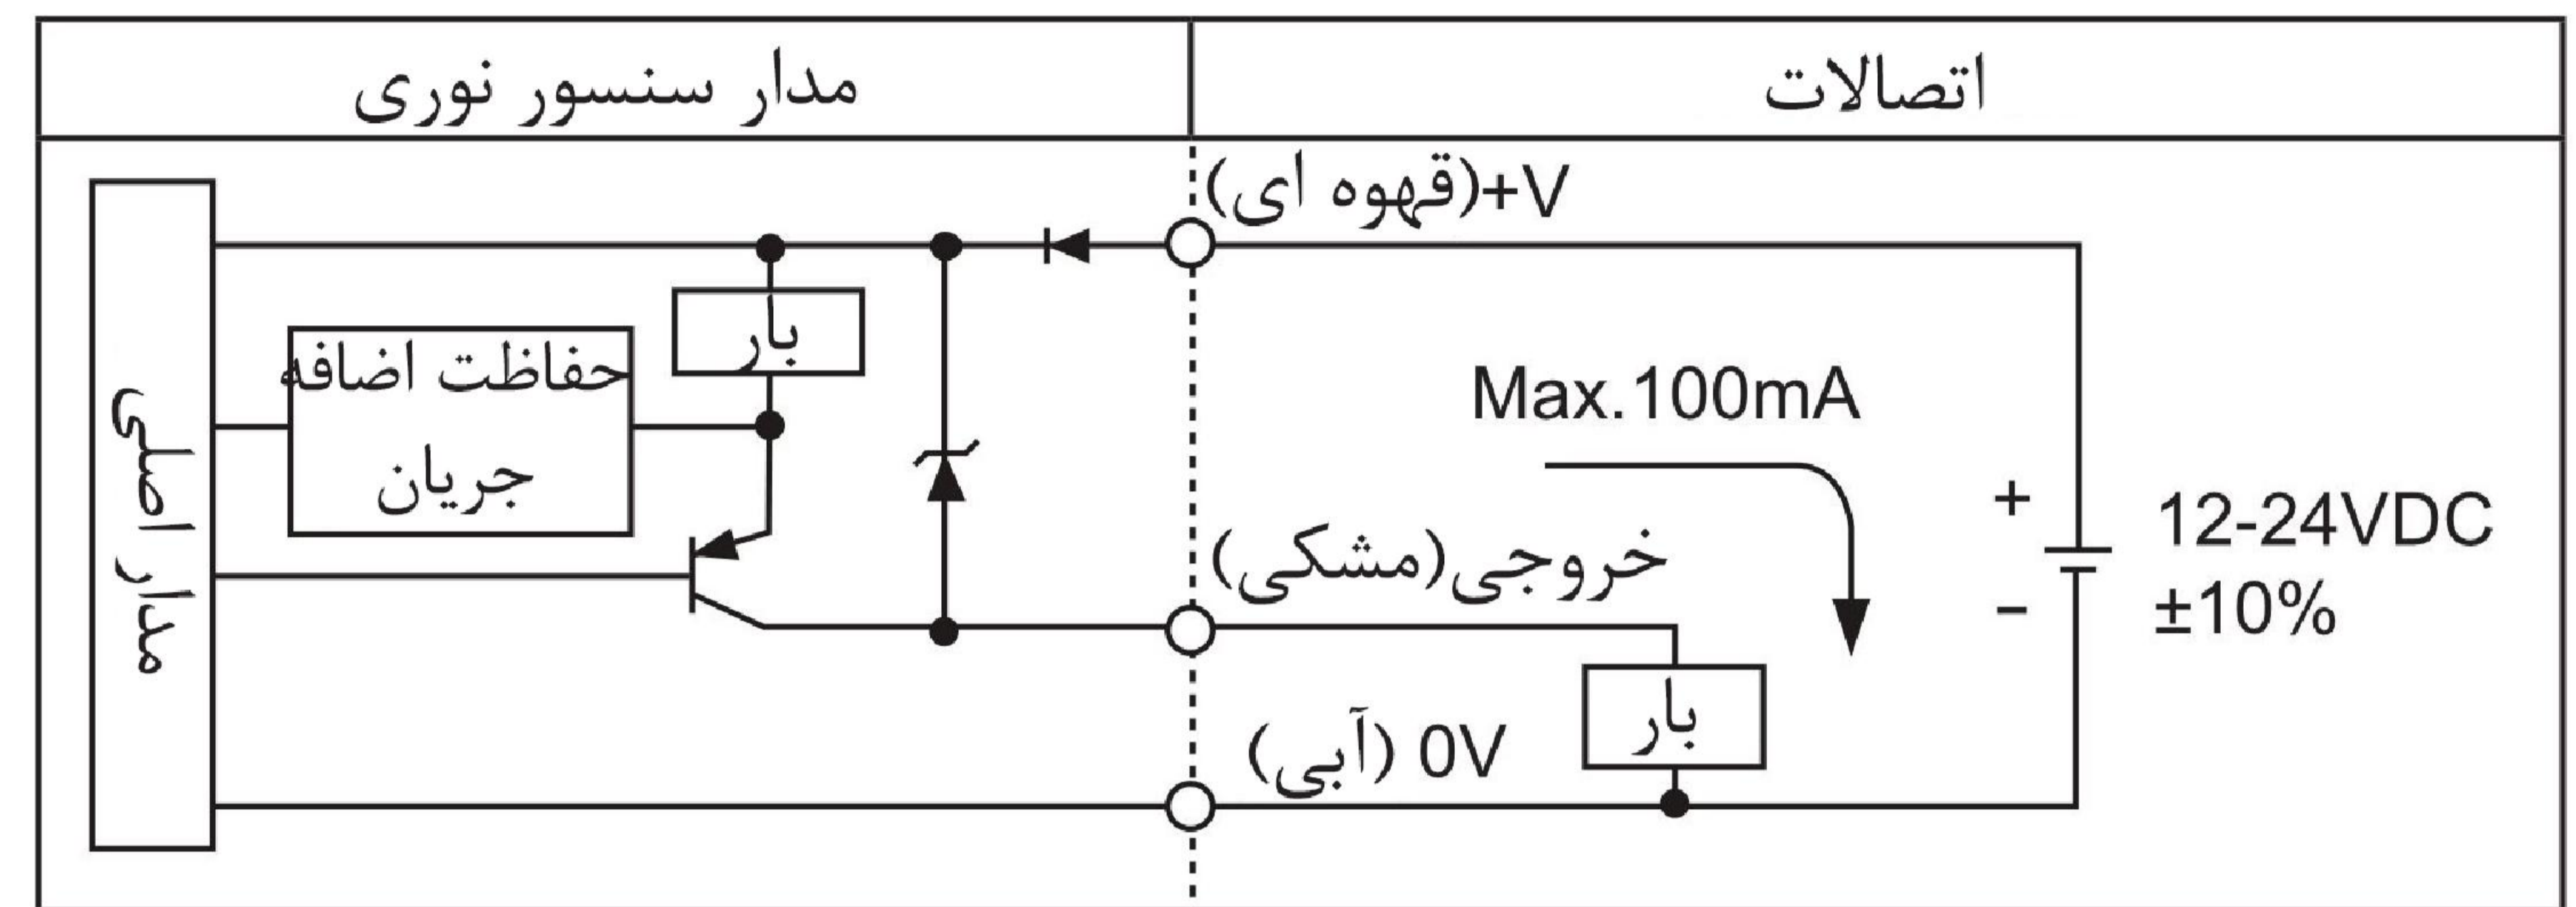 مدار سنسور نوری
اتصالات
(قهوه ای)+V
بار
حفاظت اضافه
جریان
مدار اصلی
Max.100mA
خروجی(مشکی)
+
12-24VDC
-
±10%
(آبی) 0V
بار